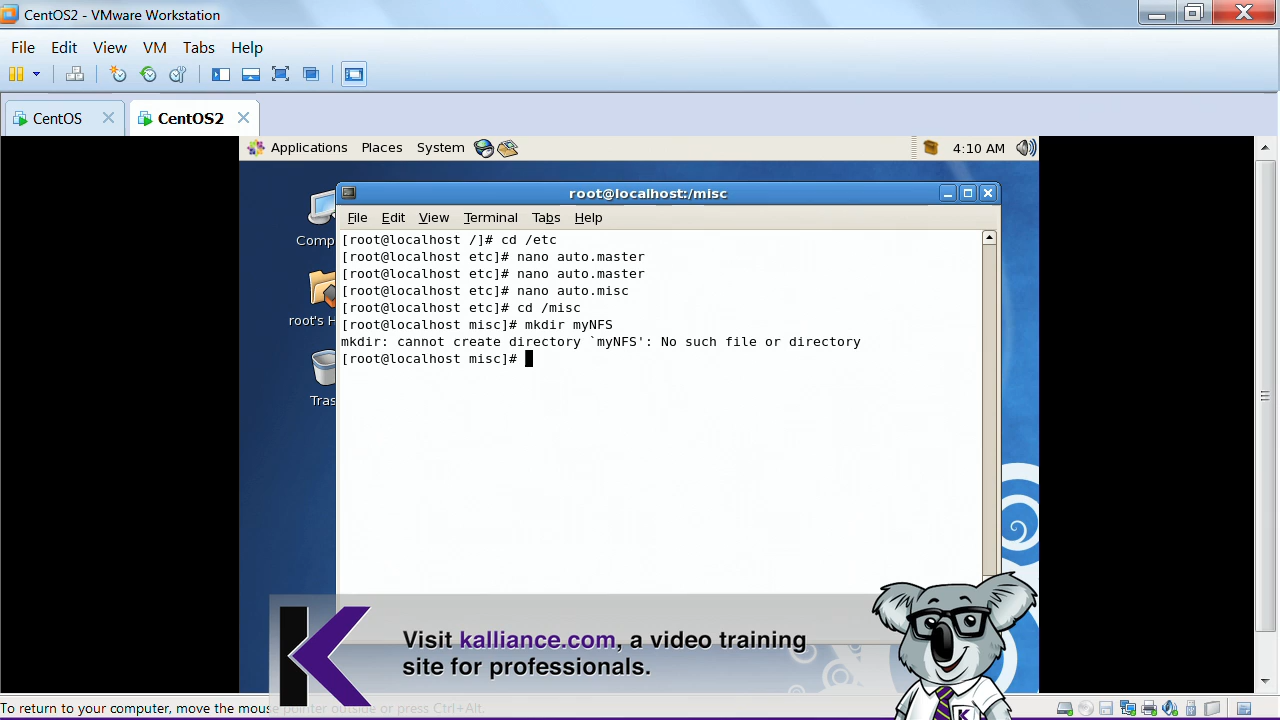 CentOS2 - VMware Workstation
File Edit View VM Tabs Help
CentOS CentOS2
Applications Places System 4:10 AM
root@localhost:/misc
File Edit View Terminal Tabs Help
Comp
root's H
Tras
[root@localhost /]# cd /etc
[root@localhost etc]# nano auto.master
[root@localhost etc]# nano auto.master
[root@localhost etc]# nano auto.misc
[root@localhost etc]# cd /misc
[root@localhost misc]# mkdir myNFS
mkdir: cannot create directory `myNFS': No such file or directory
[root@localhost misc]#
K
Visit kalliance.com, a video training
site for professionals.
K
To return to your computer, move the mouse pointer outside or press Ctrl+Alt.